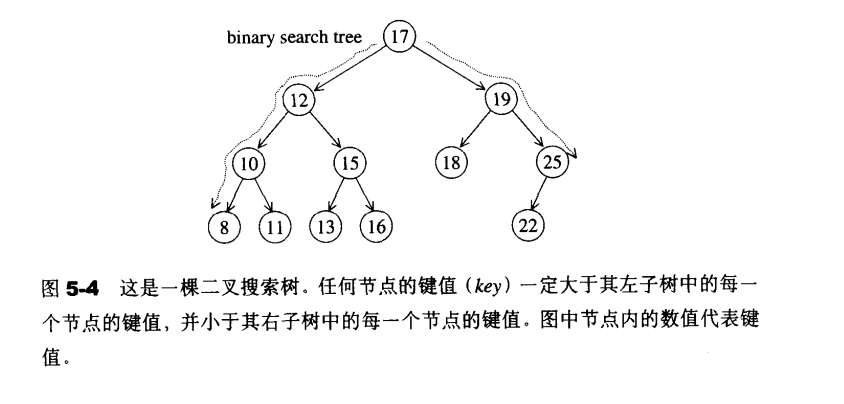 binary search tree 17
12 19
10 15 18 25
8 11 13 16 22
图 5-4 这是一棵二叉搜索树。任何节点的键值（key）一定大于其左子树中的每一
个节点的键值，并小于其右子树中的每一个节点的键值。图中节点内的数值代表键
值。